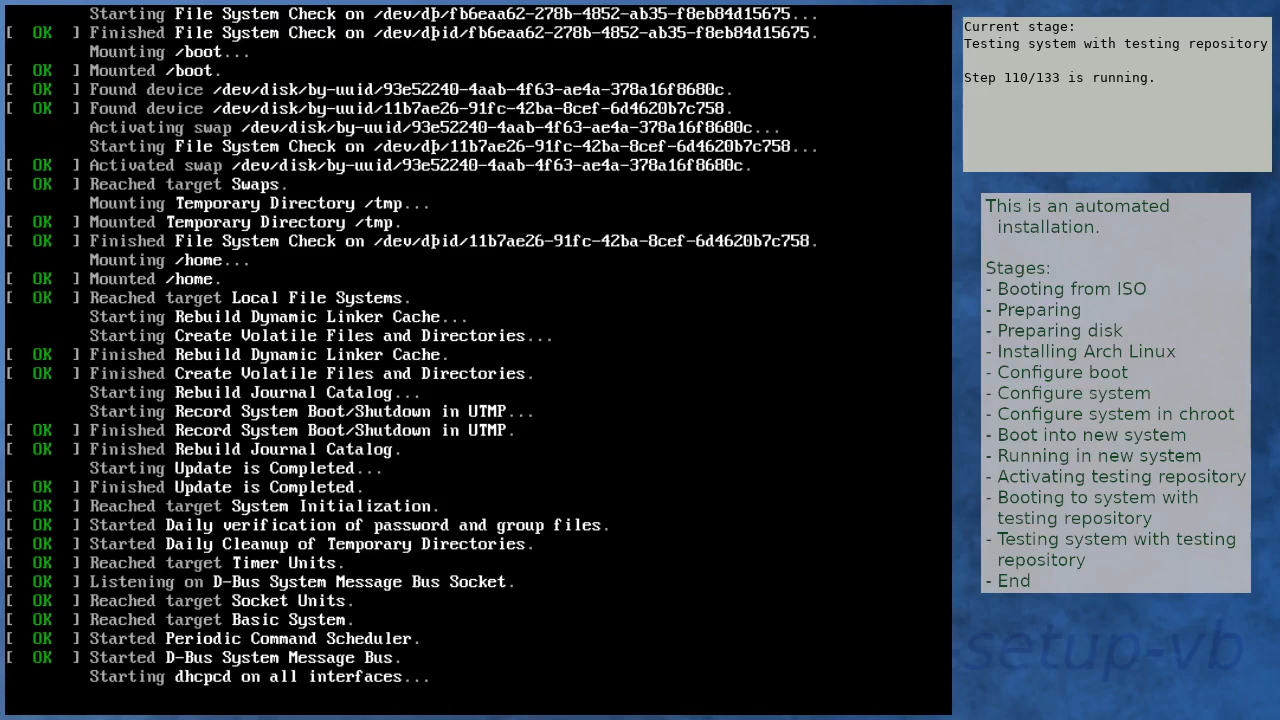 Starting File System Check on /dev/dþ/fb6eaa62-278b-4852-ab35-f8eb84d15675...
[  OK  ] Finished File System Check on /dev/dþid/fb6eaa62-278b-4852-ab35-f8eb84d15675.
Mounting /boot...
[  OK  ] Mounted /boot.
[  OK  ] Found device /dev/disk/by-uuid/93e52240-4aab-4f63-ae4a-378a16f8680c.
[  OK  ] Found device /dev/disk/by-uuid/11b7ae26-91fc-42ba-8cef-6d4620b7c758.
Activating swap /dev/disk/by-uuid/93e52240-4aab-4f63-ae4a-378a16f8680c...
Starting File System Check on /dev/dþ/11b7ae26-91fc-42ba-8cef-6d4620b7c758...
[  OK  ] Activated swap /dev/disk/by-uuid/93e52240-4aab-4f63-ae4a-378a16f8680c.
[  OK  ] Reached target Swaps.
Mounting Temporary Directory /tmp...
[  OK  ] Mounted Temporary Directory /tmp.
[  OK  ] Finished File System Check on /dev/dþid/11b7ae26-91fc-42ba-8cef-6d4620b7c758.
Mounting /home...
[  OK  ] Mounted /home.
[  OK  ] Reached target Local File Systems.
Starting Rebuild Dynamic Linker Cache...
Starting Create Volatile Files and Directories...
[  OK  ] Finished Rebuild Dynamic Linker Cache.
[  OK  ] Finished Create Volatile Files and Directories.
Starting Rebuild Journal Catalog...
Starting Record System Boot/Shutdown in UTMP...
[  OK  ] Finished Record System Boot/Shutdown in UTMP.
[  OK  ] Finished Rebuild Journal Catalog.
Starting Update is Completed...
[  OK  ] Finished Update is Completed.
[  OK  ] Reached target System Initialization.
[  OK  ] Started Daily verification of password and group files.
[  OK  ] Started Daily Cleanup of Temporary Directories.
[  OK  ] Reached target Timer Units.
[  OK  ] Listening on D-Bus System Message Bus Socket.
[  OK  ] Reached target Socket Units.
[  OK  ] Reached target Basic System.
[  OK  ] Started Periodic Command Scheduler.
[  OK  ] Started D-Bus System Message Bus.
Starting dhcpcd on all interfaces...
Current stage:
Testing system with testing repository
Step 110/133 is running.
This is an automated
installation.
Stages:
- Booting from ISO
- Preparing
- Preparing disk
- Installing Arch Linux
- Configure boot
- Configure system
- Configure system in chroot
- Boot into new system
- Running in new system
- Activating testing repository
- Booting to system with
testing repository
- Testing system with testing
repository
- End
setup-vb